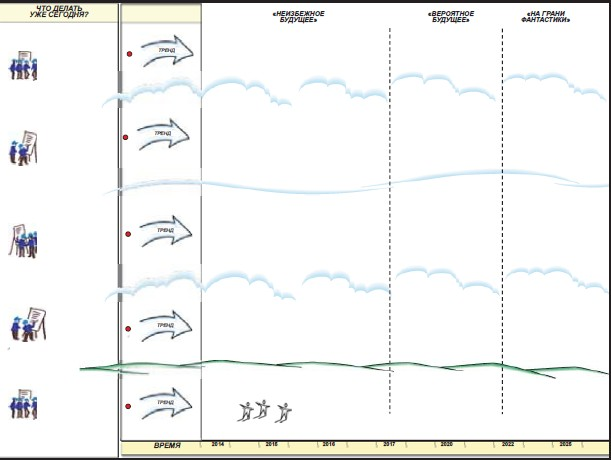 ЧТО ДЕЛАТЬ
УЖЕ СЕГОДНЯ?
«НЕИЗБЕЖНОЕ
БУДУЩЕЕ»
«ВЕРОЯТНОЕ
БУДУЩЕЕ»
«НА ГРАНИ
ФАНТАСТИКИ»
ТРЕНД
ТРЕНД
ТРЕНД
ТРЕНД
ТРЕНД
ВРЕМЯ 2014 2015 2016 2017 2020 2022 2025